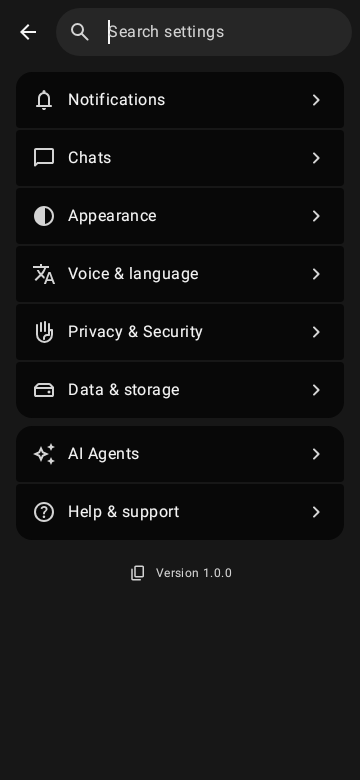 Search settings
Notifications
Chats
Appearance
Voice & language
Privacy & Security
Data & storage
AI Agents
Help & support
Version 1.0.0